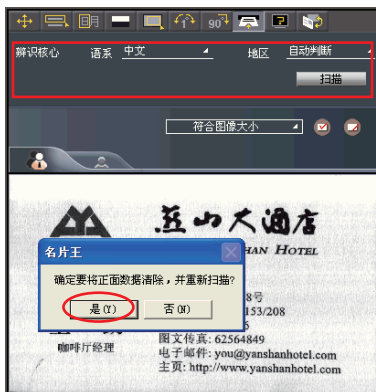 90°
辨识核心 语系 中文 地区 自动判断
扫描
符合图像大小
燕山大酒店
HAN HOTEL
名片王
确定要将正面数据清除，并重新扫描?
是(Y) 否(N)
8号
153/208
6
咖啡厅经理
图文传真: 62564849
电子邮件: you@yanshanhotel.com
主页: http://www.yanshanhotel.com